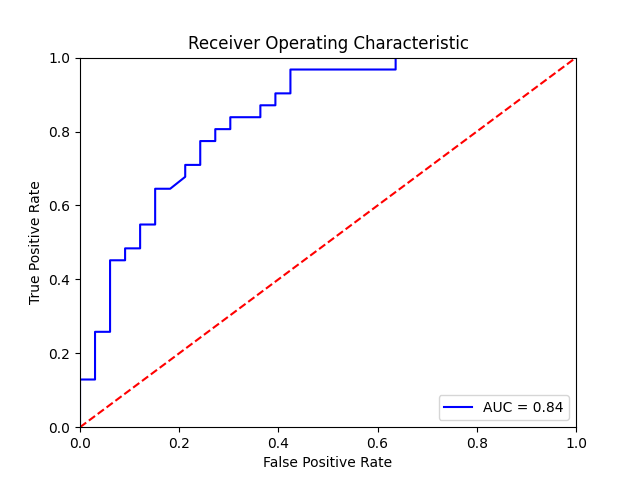 Receiver Operating Characteristic
1.0
0.8
0.6
0.4
0.2
0.0
True Positive Rate
AUC = 0.84
0.0 0.2 0.4 0.6 0.8 1.0
False Positive Rate